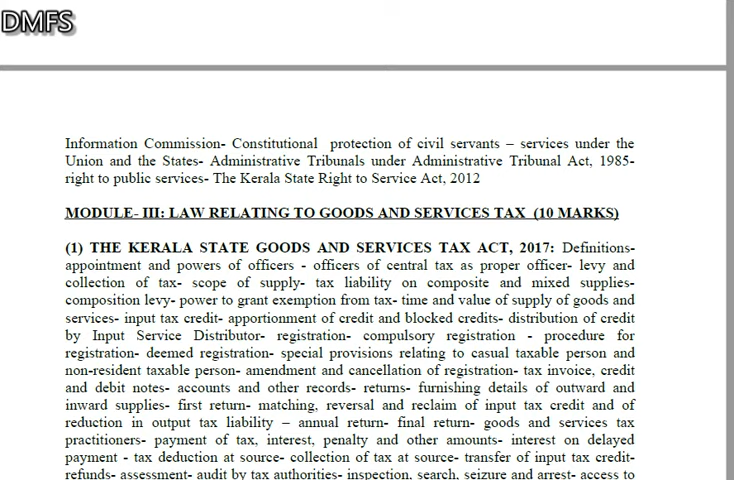 DMFS
Information Commission- Constitutional protection of civil servants – services under the
Union and the States- Administrative Tribunals under Administrative Tribunal Act, 1985-
right to public services- The Kerala State Right to Service Act, 2012
MODULE- III: LAW RELATING TO GOODS AND SERVICES TAX (10 MARKS)
(1) THE KERALA STATE GOODS AND SERVICES TAX ACT, 2017: Definitions-
appointment and powers of officers - officers of central tax as proper officer- levy and
collection of tax- scope of supply- tax liability on composite and mixed supplies-
composition levy- power to grant exemption from tax- time and value of supply of goods and
services- input tax credit- apportionment of credit and blocked credits- distribution of credit
by Input Service Distributor- registration- compulsory registration - procedure for
registration- deemed registration- special provisions relating to casual taxable person and
non-resident taxable person- amendment and cancellation of registration- tax invoice, credit
and debit notes- accounts and other records- returns- furnishing details of outward and
inward supplies- first return- matching, reversal and reclaim of input tax credit and of
reduction in output tax liability – annual return- final return- goods and services tax
practitioners- payment of tax, interest, penalty and other amounts- interest on delayed
payment - tax deduction at source- collection of tax at source- transfer of input tax credit-
refunds- assessment- audit by tax authorities- inspection, search, seizure and arrest- access to